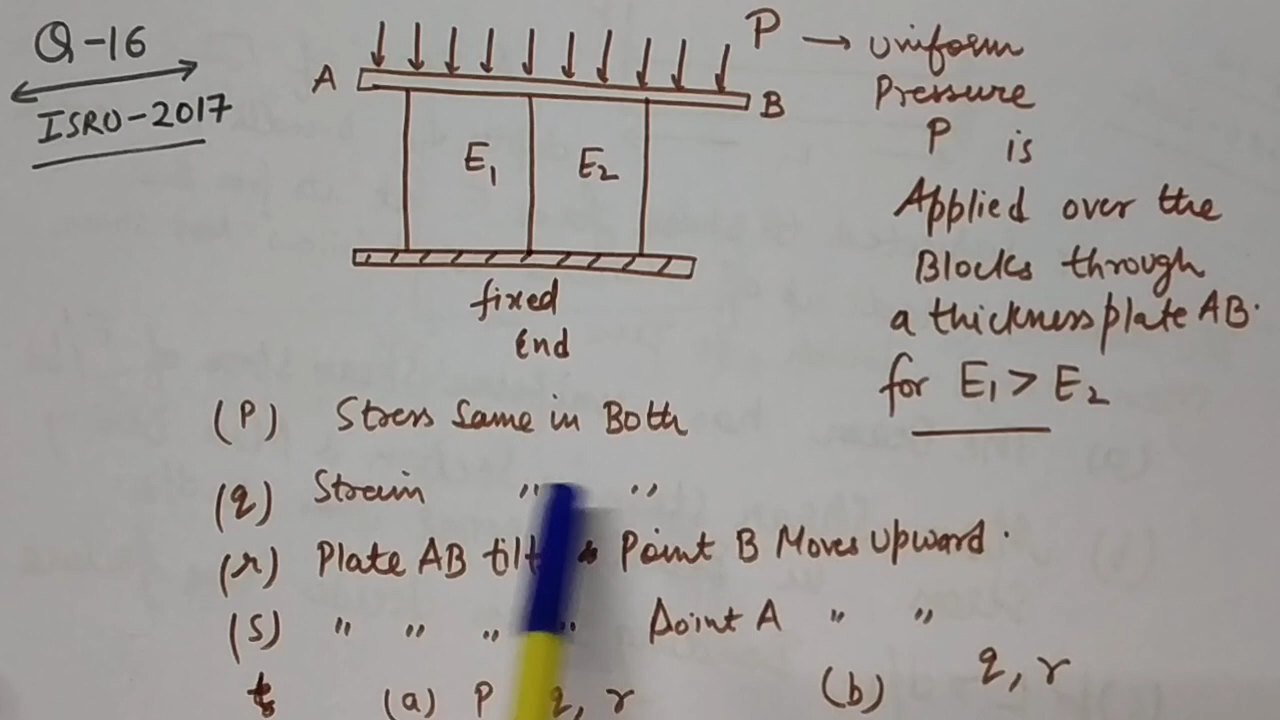 Q-16
ISRO-2017
P → Uniform
Pressure
P is
Applied over the
Blocks through
a thickness plate AB.
for E₁ > E₂
A
B
E₁ E₂
fixed
End
(P) Stress Same in Both
(q) Strain " "
(r) Plate AB tilt Point B Moves Upward.
(S) " " " " Point A " "
(a) P q, r (b) q, r